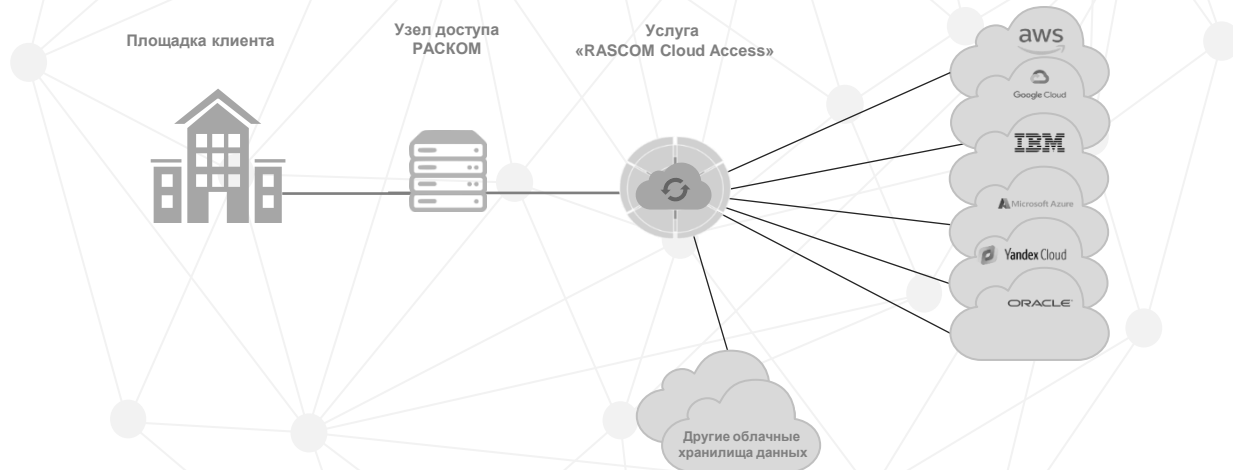 Площадка клиента
Узел доступа
РАСКОМ
Услуга
«RASCOM Cloud Access»
aws
Google Cloud
IBM
Microsoft Azure
Yandex Cloud
ORACLE
Другие облачные
хранилища данных